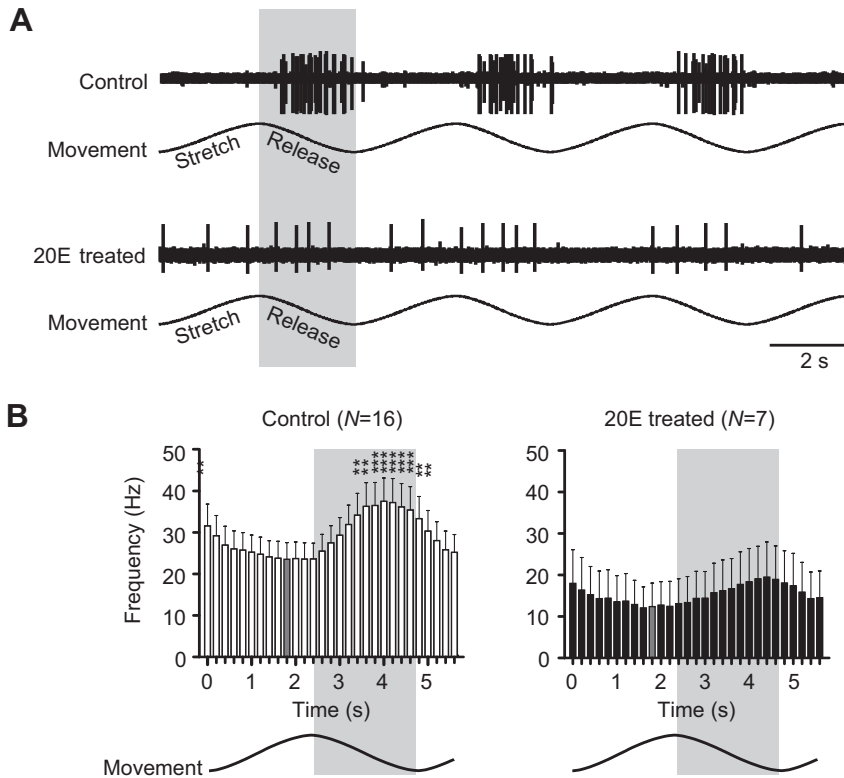 A
Control
Movement
Stretch
Release
20E treated
Movement
Stretch
Release
2 s
B
Control (N=16)
20E treated (N=7)
Frequency (Hz)
50
40
30
20
10
0
** ** ** **** **** **** **** **** ** **
0 1 2 3 4 5
Time (s)
50
40
30
20
10
0
0 1 2 3 4 5
Time (s)
Movement